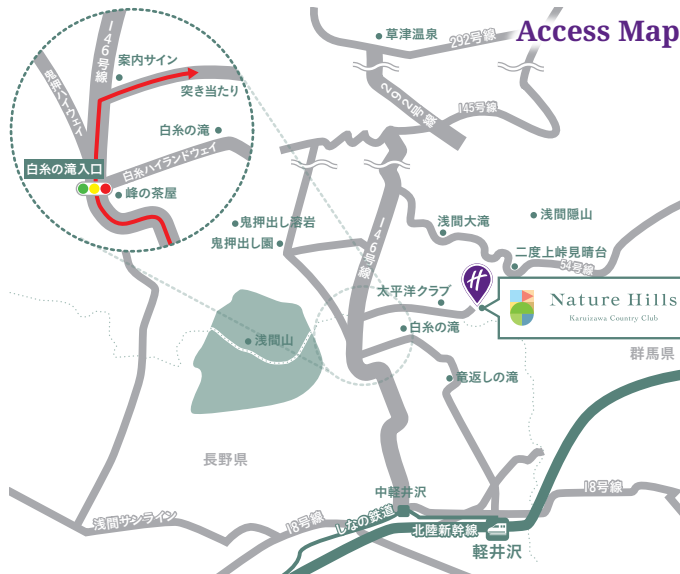 Access Map
草津温泉
292号線
292号線
145号線
146号線
案内サイン
突き当たり
鬼押ハイウェイ
白糸の滝
白糸ハイランドウェイ
白糸の滝入口
峰の茶屋
鬼押出し溶岩
鬼押出し園
146号線
浅間大滝
浅間隠山
二度上峠見晴台
54号線
太平洋クラブ
H
Nature Hills
Karuizawa Country Club
白糸の滝
浅間山
群馬県
竜返しの滝
長野県
中軽井沢
18号線
浅間サンライン
18号線
しなの鉄道
北陸新幹線
軽井沢